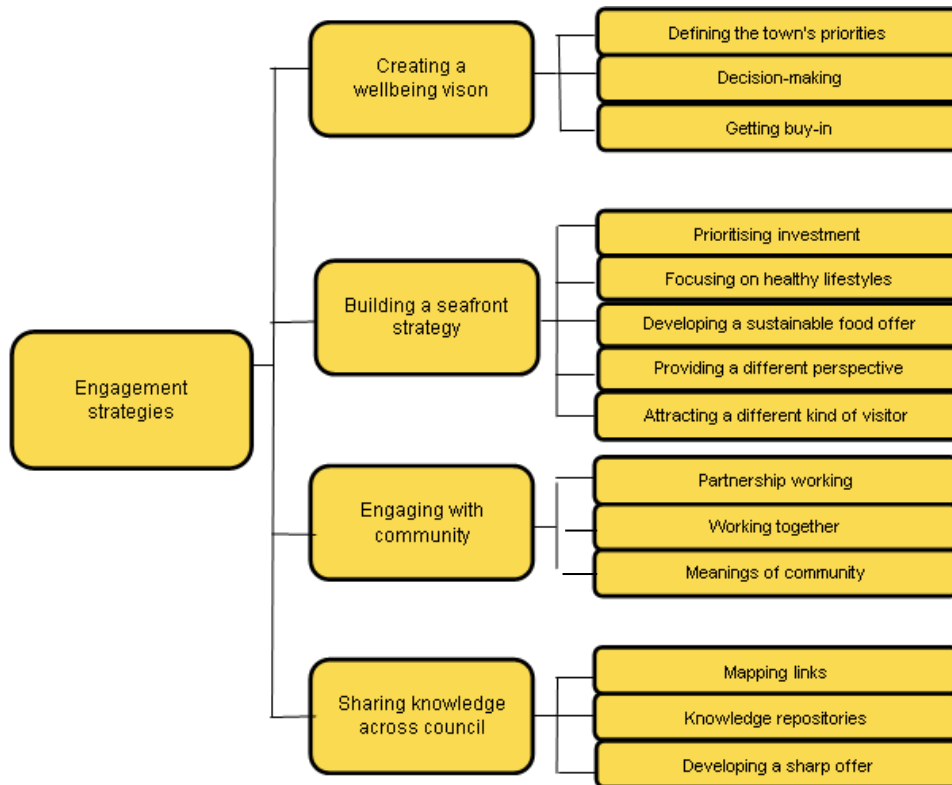 Engagement
strategies
Creating a
wellbeing vison
Defining the town's priorities
Decision-making
Getting buy-in
Building a seafront
strategy
Prioritising investment
Focusing on healthy lifestyles
Developing a sustainable food offer
Providing a different perspective
Attracting a different kind of visitor
Engaging with
community
Partnership working
Working together
Meanings of community
Sharing knowledge
across council
Mapping links
Knowledge repositories
Developing a sharp offer